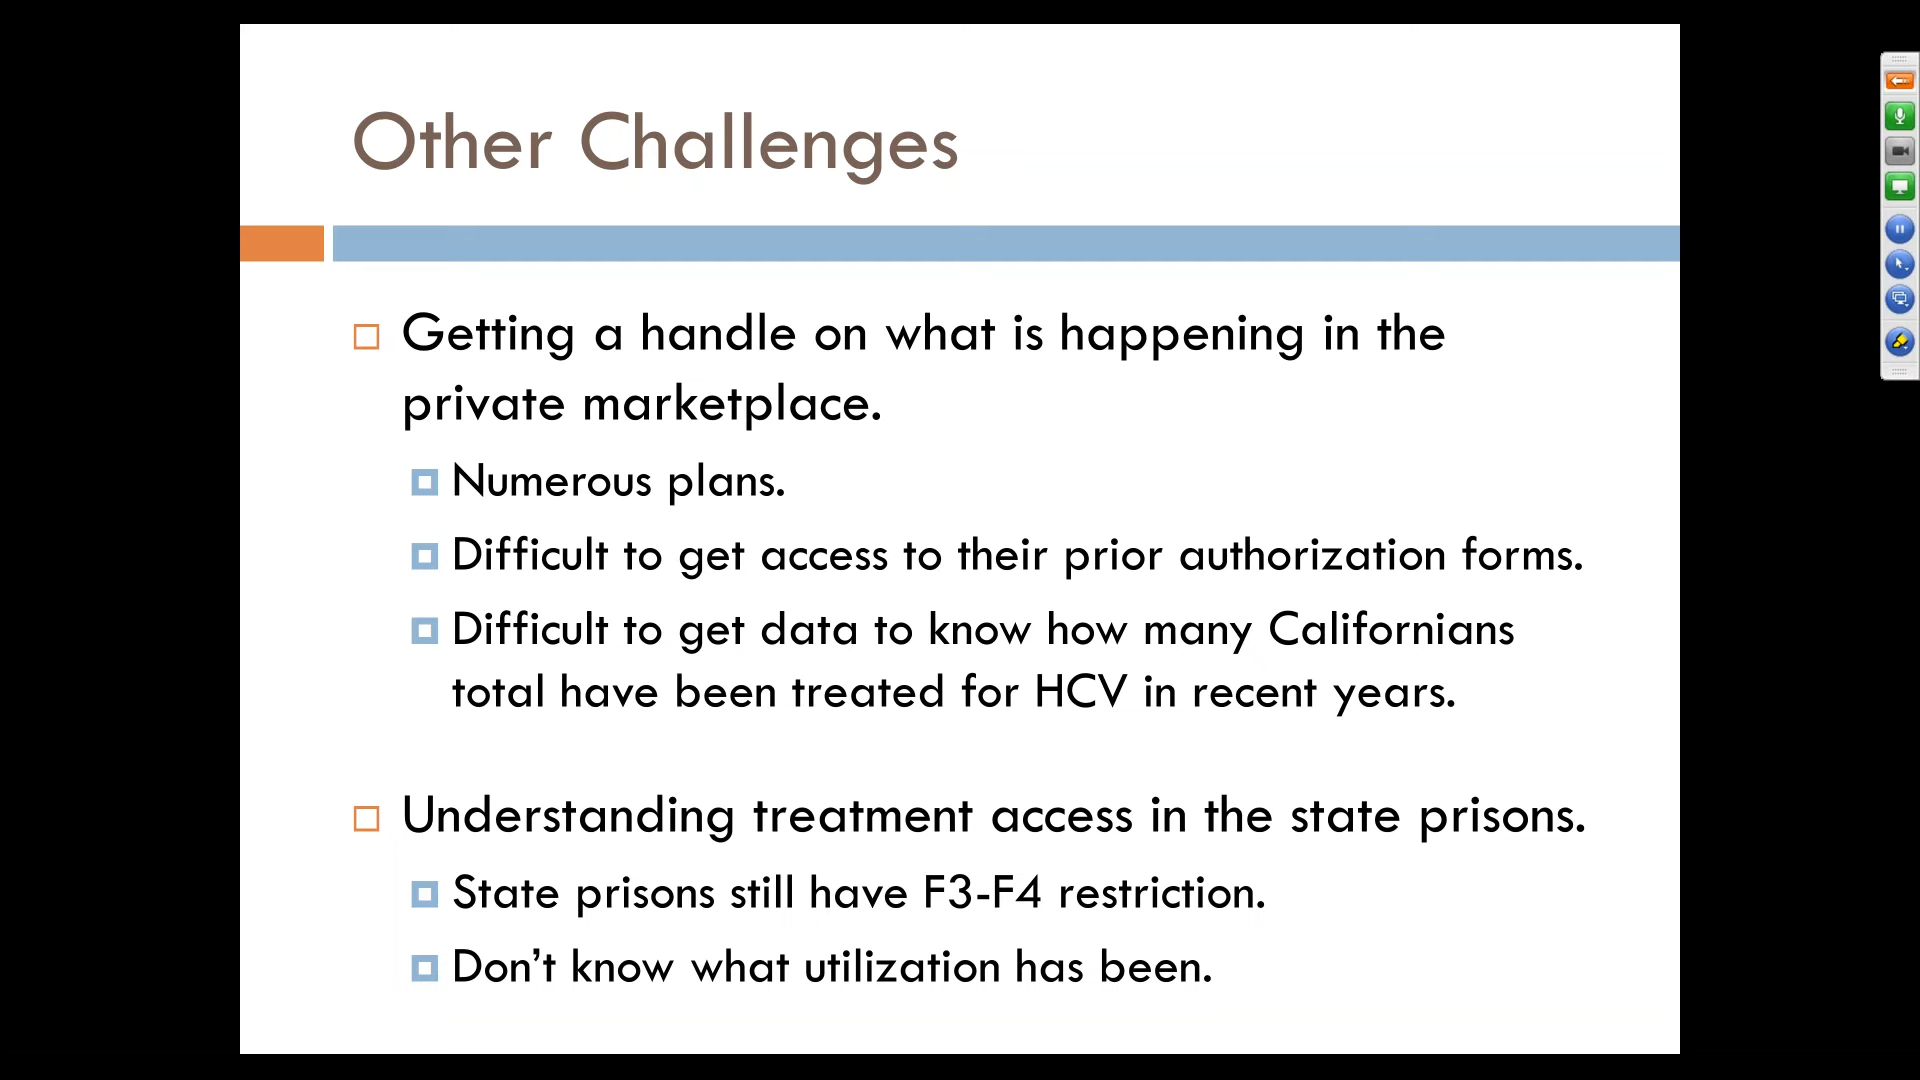 Other Challenges
Getting a handle on what is happening in the
private marketplace.
Numerous plans.
Difficult to get access to their prior authorization forms.
Difficult to get data to know how many Californians
total have been treated for HCV in recent years.
Understanding treatment access in the state prisons.
State prisons still have F3-F4 restriction.
Don’t know what utilization has been.